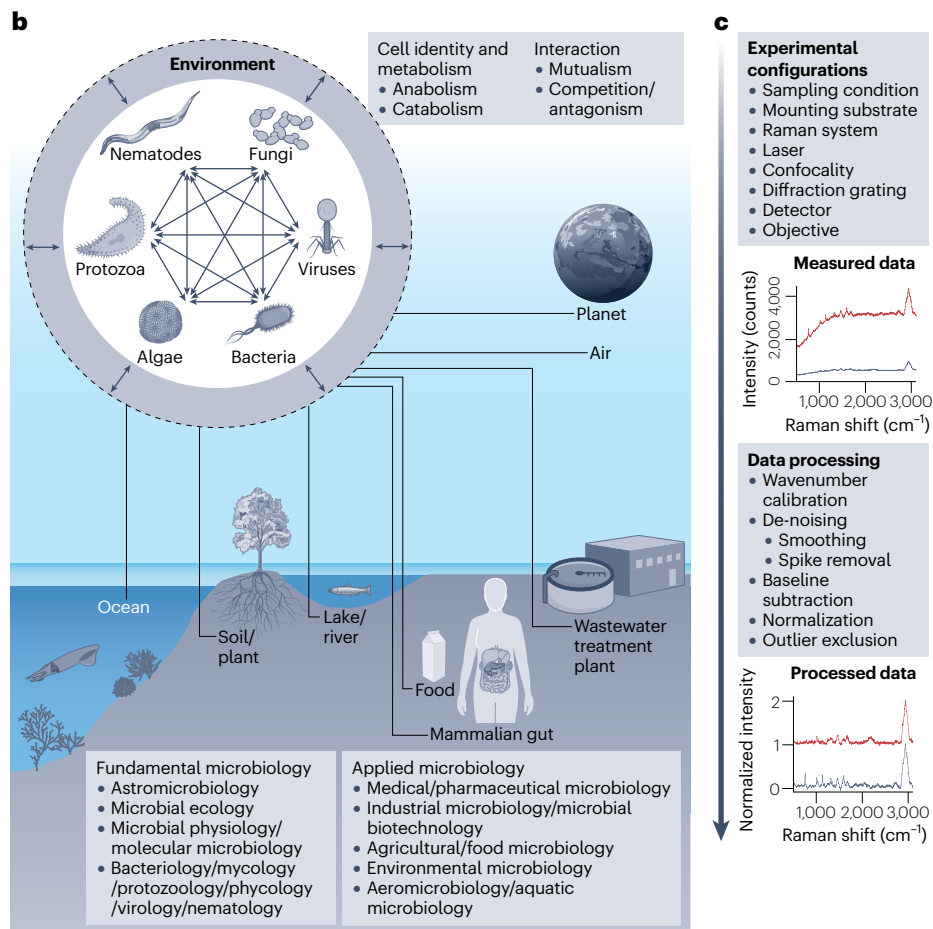 b
Environment
Nematodes
Fungi
Protozoa
Viruses
Algae
Bacteria
Cell identity and
metabolism
• Anabolism
• Catabolism
Interaction
• Mutualism
• Competition/
antagonism
Planet
Air
Ocean
Soil/
plant
Lake/
river
Food
Mammalian gut
Wastewater
treatment
plant
Fundamental microbiology
• Astromicrobiology
• Microbial ecology
• Microbial physiology/
molecular microbiology
• Bacteriology/mycology
/protozoology/phycology
/virology/nematology
Applied microbiology
• Medical/pharmaceutical microbiology
• Industrial microbiology/microbial
biotechnology
• Agricultural/food microbiology
• Environmental microbiology
• Aeromicrobiology/aquatic
microbiology
c
Experimental
configurations
• Sampling condition
• Mounting substrate
• Raman system
• Laser
• Confocality
• Diffraction grating
• Detector
• Objective
Measured data
Intensity (counts)
4,000
2,000
0
1,000 2,000 3,000
Raman shift (cm⁻¹)
Data processing
• Wavenumber
calibration
• De-noising
• Smoothing
• Spike removal
• Baseline
subtraction
• Normalization
• Outlier exclusion
Processed data
Normalized intensity
2
1
0
1,000 2,000 3,000
Raman shift (cm⁻¹)